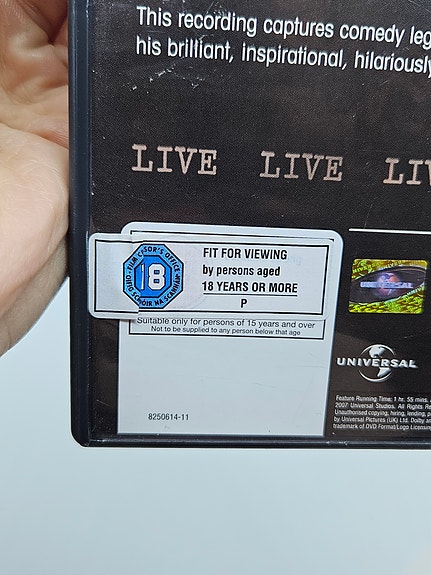 This recording captures comedy leg
his brilliant, inspirational, hilariously
LIVE LIVE LIV
FILM CENSOR'S OFFICE
18
OIFIG SCRÚDÓIR NA SCANNÁN
FIT FOR VIEWING
by persons aged
18 YEARS OR MORE
P
Suitable only for persons of 15 years and over
Not to be supplied to any person below that age
8250614-11
UNIVERSAL
UNIVERSAL
Feature Running Time: 1 hr. 55 mins.
2007 Universal Studios. All Rights Re
Unauthorised copying, hiring, lending, p
by Universal Pictures (UK) Ltd. Dolby a
trademark of DVD Format/Logo Licensing